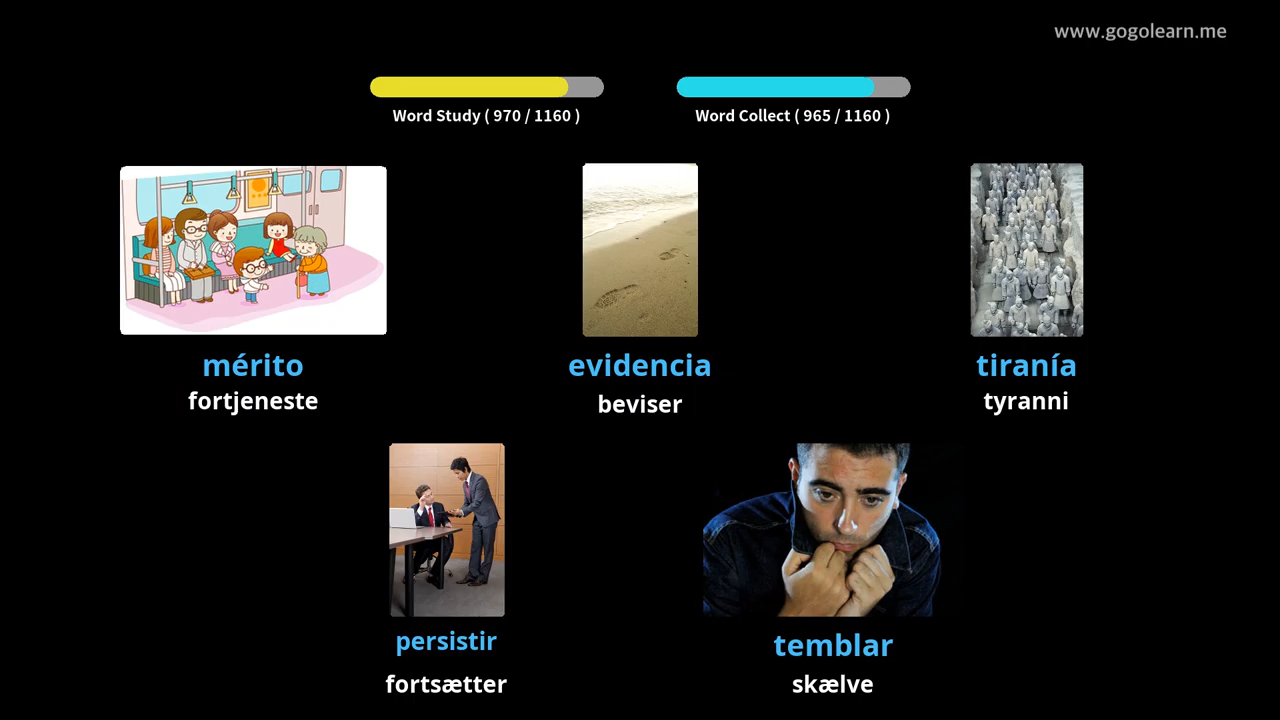 www.gogolearn.me
Word Study ( 970 / 1160 )
Word Collect ( 965 / 1160 )
mérito
fortjeneste
evidencia
beviser
tiranía
tyranni
persistir
fortsætter
temblar
skælve